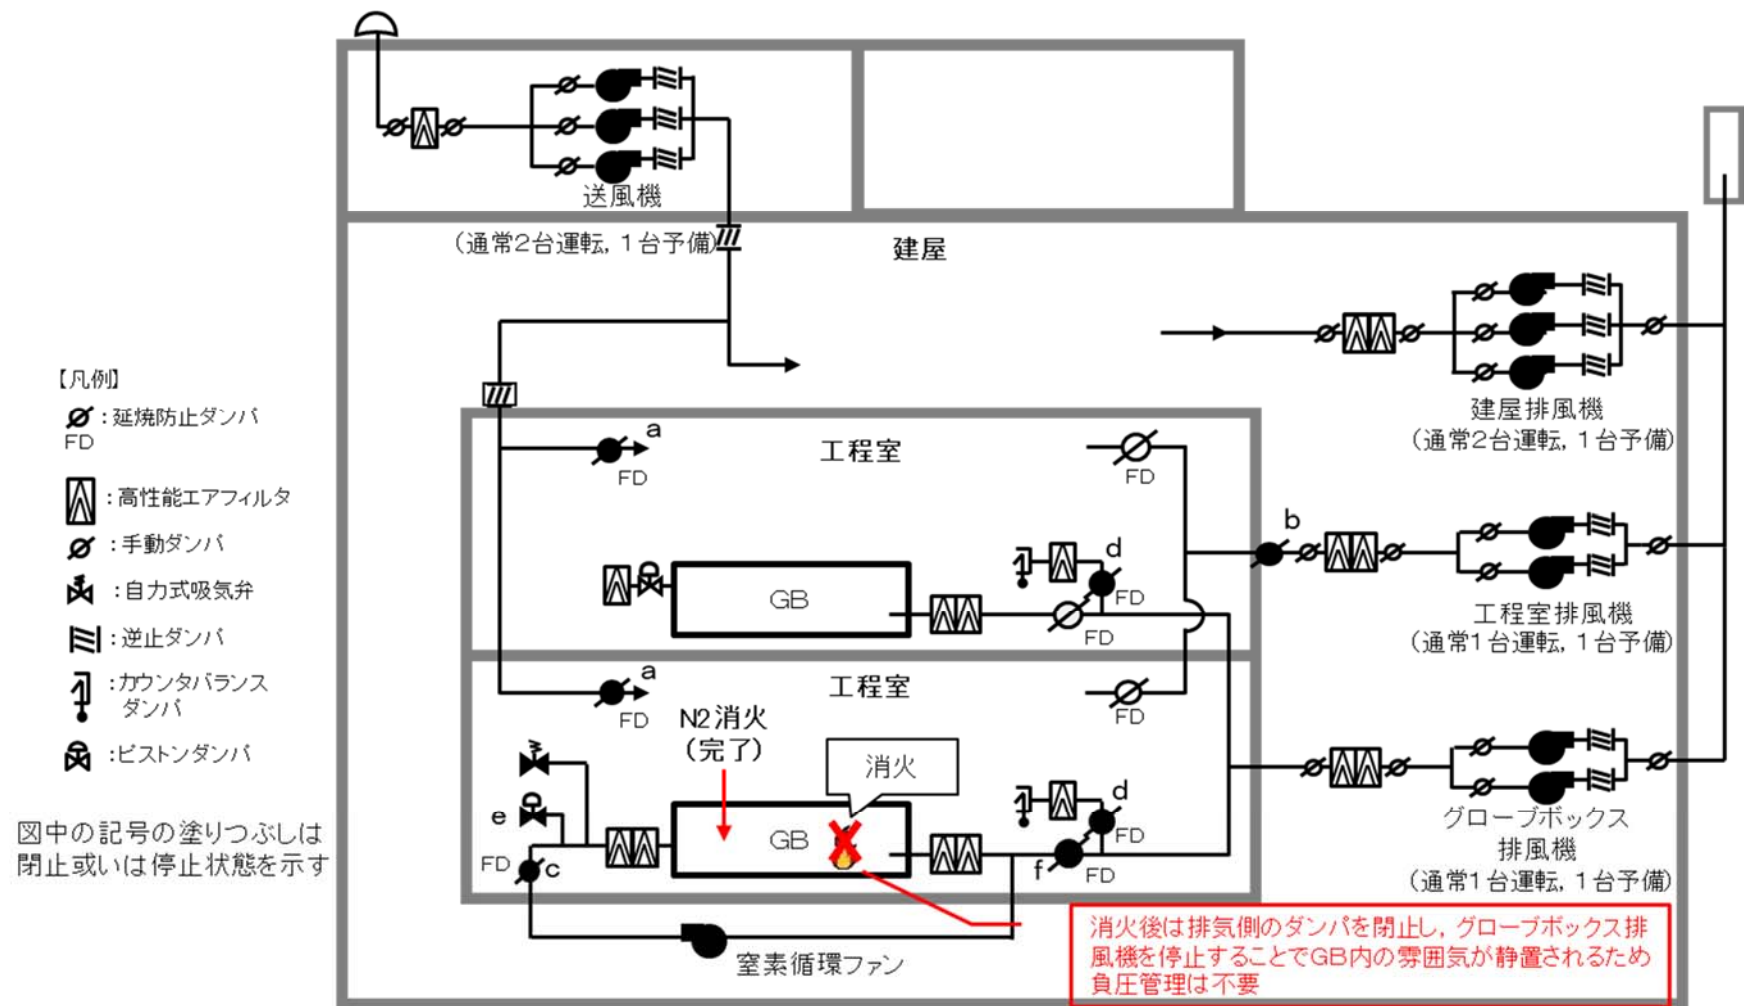 送風機
(通常2台運転, 1台予備)
建屋
建屋排風機
(通常2台運転, 1台予備)
【凡例】
:延焼防止ダンパ
FD
:高性能エアフィルタ
:手動ダンパ
:自力式吸気弁
:逆止ダンパ
:カウンタバランス
ダンパ
:ピストンダンパ
図中の記号の塗りつぶしは
閉止或いは停止状態を示す
a
FD
工程室
FD
b
d
FD
GB
FD
工程室排風機
(通常1台運転, 1台予備)
a
FD
工程室
FD
N2消火
(完了)
消火
e
FD
c
GB
d
FD
f
FD
グローブボックス
排風機
(通常1台運転, 1台予備)
窒素循環ファン
消火後は排気側のダンパを閉止し, グローブボックス排
風機を停止することでGB内の雰囲気が静置されるため
負圧管理は不要